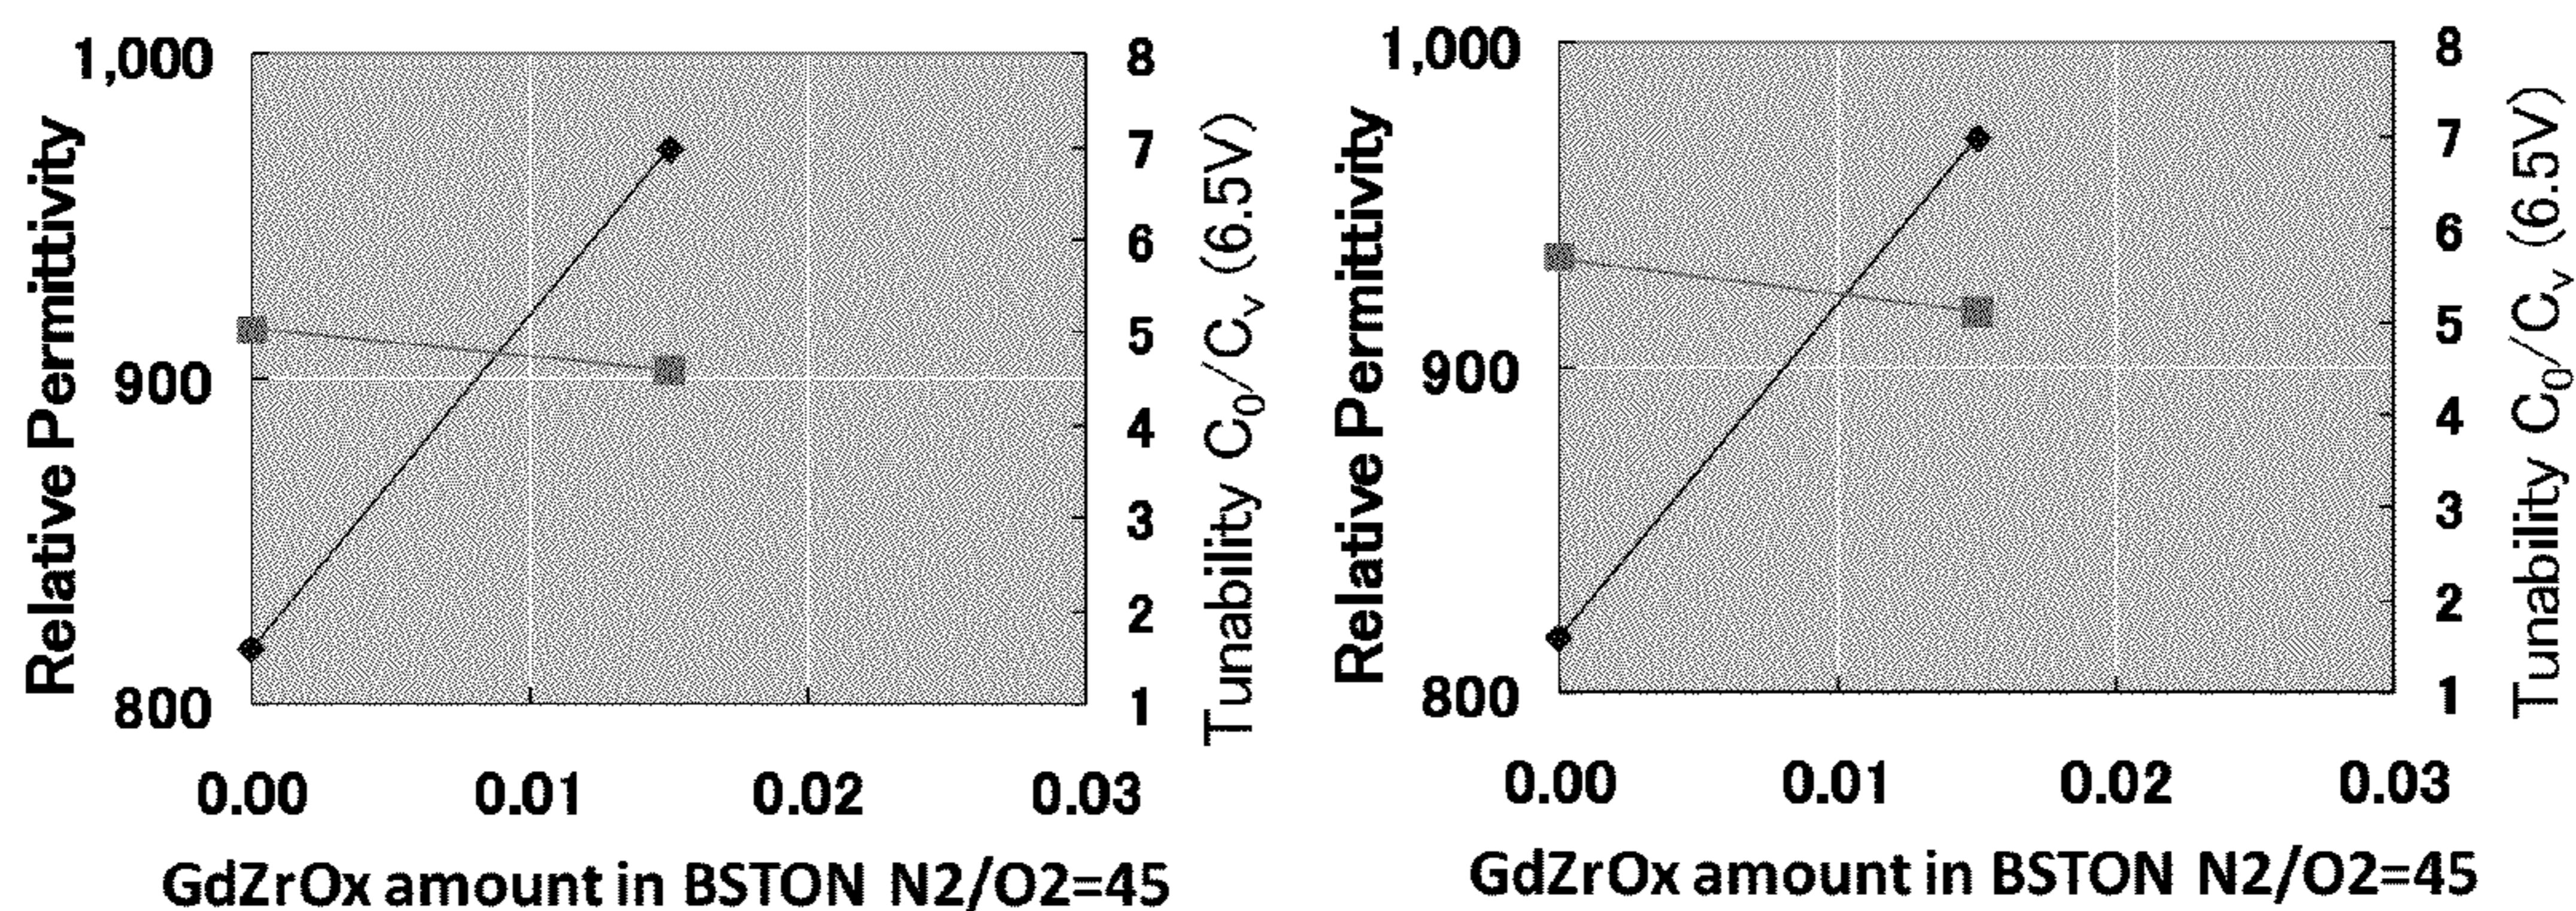 1,000
900
800
Relative Permittivity
8
7
6
5
4
3
2
1
Tunability C₀/Cᵥ (6.5V)
0.00 0.01 0.02 0.03
GdZrOx amount in BSTON N2/O2=45
1,000
900
800
Relative Permittivity
8
7
6
5
4
3
2
1
Tunability C₀/Cᵥ (6.5V)
0.00 0.01 0.02 0.03
GdZrOx amount in BSTON N2/O2=45